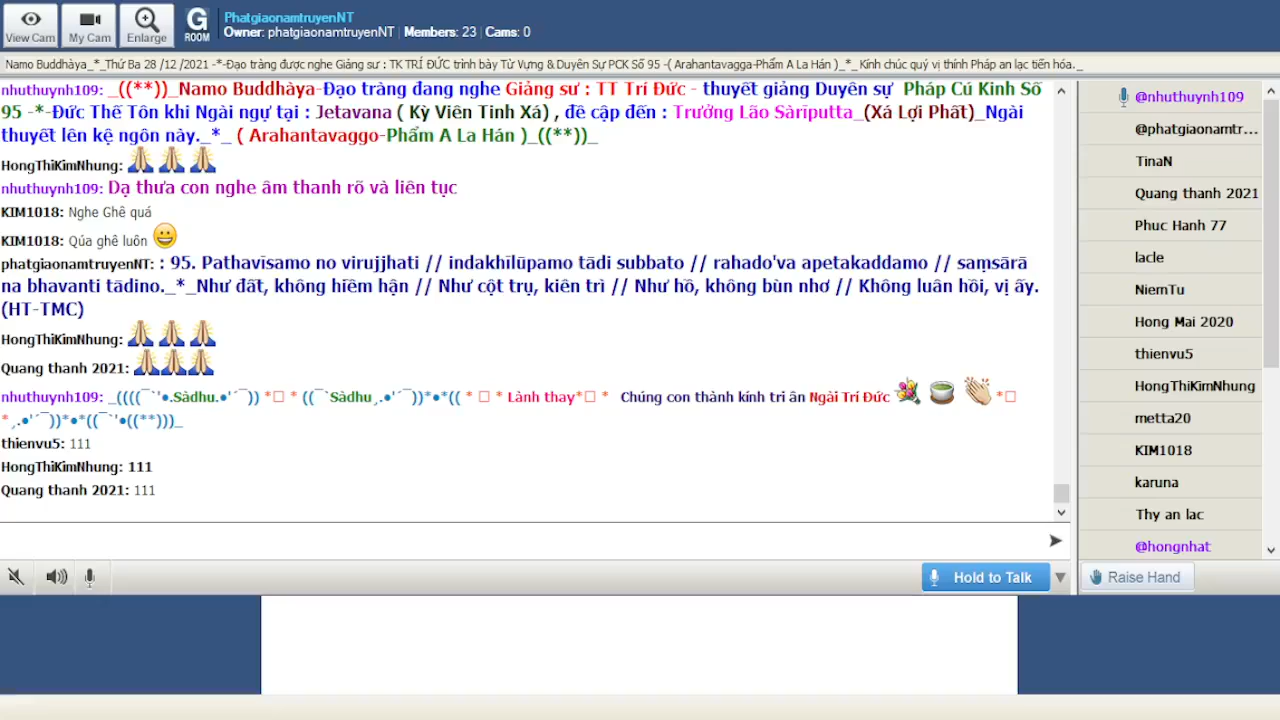 View Cam
My Cam
Enlarge
G
ROOM
PhatgiaonamtruyenNT
Owner: phatgiaonamtruyenNT | Members: 23 | Cams: 0
Namo Buddhàya_*_Thứ Ba 28 /12 /2021 -*-Đạo tràng được nghe Giảng sư : TK TRÍ ĐỨC trình bày Từ Vựng & Duyên Sự PCK Số 95 -( Arahantavagga-Phẩm A La Hán )_*_Kính chúc quý vị thính Pháp an lạc tiến hóa._
nhuthuynh109: _((**))_Namo Buddhàya-Đạo tràng đang nghe Giảng sư : TT Trí Đức - thuyết giảng Duyên sự Pháp Cú Kinh Số
95 -*-Đức Thế Tôn khi Ngài ngự tại : Jetavana ( Kỳ Viên Tinh Xá) , đề cập đến : Trưởng Lão Sàrìputta_(Xá Lợi Phất)_Ngài
thuyết lên kệ ngôn này._*_ ( Arahantavaggo-Phẩm A La Hán )_((**))_
HongThiKimNhung: 🙏🙏🙏
nhuthuynh109: Dạ thưa con nghe âm thanh rõ và liên tục
KIM1018: Nghe Ghê quá
KIM1018: Qúa ghê luôn 😀
phatgiaonamtruyenNT: : 95. Pathavīsamo no virujjhati // indakhīlūpamo tādi subbato // rahado'va apetakaddamo // saṃsārā
na bhavanti tādino._*_Như đất, không hiềm hận // Như cột trụ, kiên trì // Như hồ, không bùn nhơ // Không luân hồi, vị ấy.
(HT-TMC)
HongThiKimNhung: 🙏🙏🙏
Quang thanh 2021: 🙏🙏🙏
nhuthuynh109: _((((¯`'•.Sàdhu.•'´¯)) *□ * ((¯`Sàdhu¸.•'´¯))*•*(( * □ * Lành thay*□ * Chúng con thành kính tri ân Ngài Trí Đức 💐 🍵 👏 *□
*¸.•'´¯))*•*((¯`'•((**)))_
thienvu5: 111
HongThiKimNhung: 111
Quang thanh 2021: 111
@nhuthuynh109
@phatgiaonamtr...
TinaN
Quang thanh 2021
Phuc Hanh 77
lacle
NiemTu
Hong Mai 2020
thienvu5
HongThiKimNhung
metta20
KIM1018
karuna
Thy an lac
@hongnhat
Hold to Talk
Raise Hand